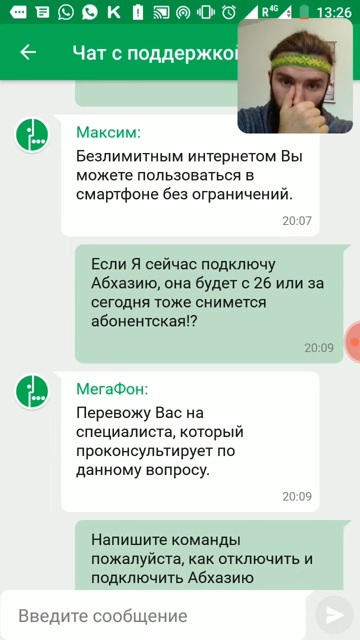 R 4G 13:26
Чат с поддержкой
Максим:
Безлимитным интернетом Вы
можете пользоваться в
смартфоне без ограничений.
20:07
Если Я сейчас подключу
Абхазию, она будет с 26 или за
сегодня тоже снимется
абонентская!?
20:09
МегаФон:
Перевожу Вас на
специалиста, который
проконсультирует по
данному вопросу.
20:09
Напишите команды
пожалуйста, как отключить и
подключить Абхазию
Введите сообщение